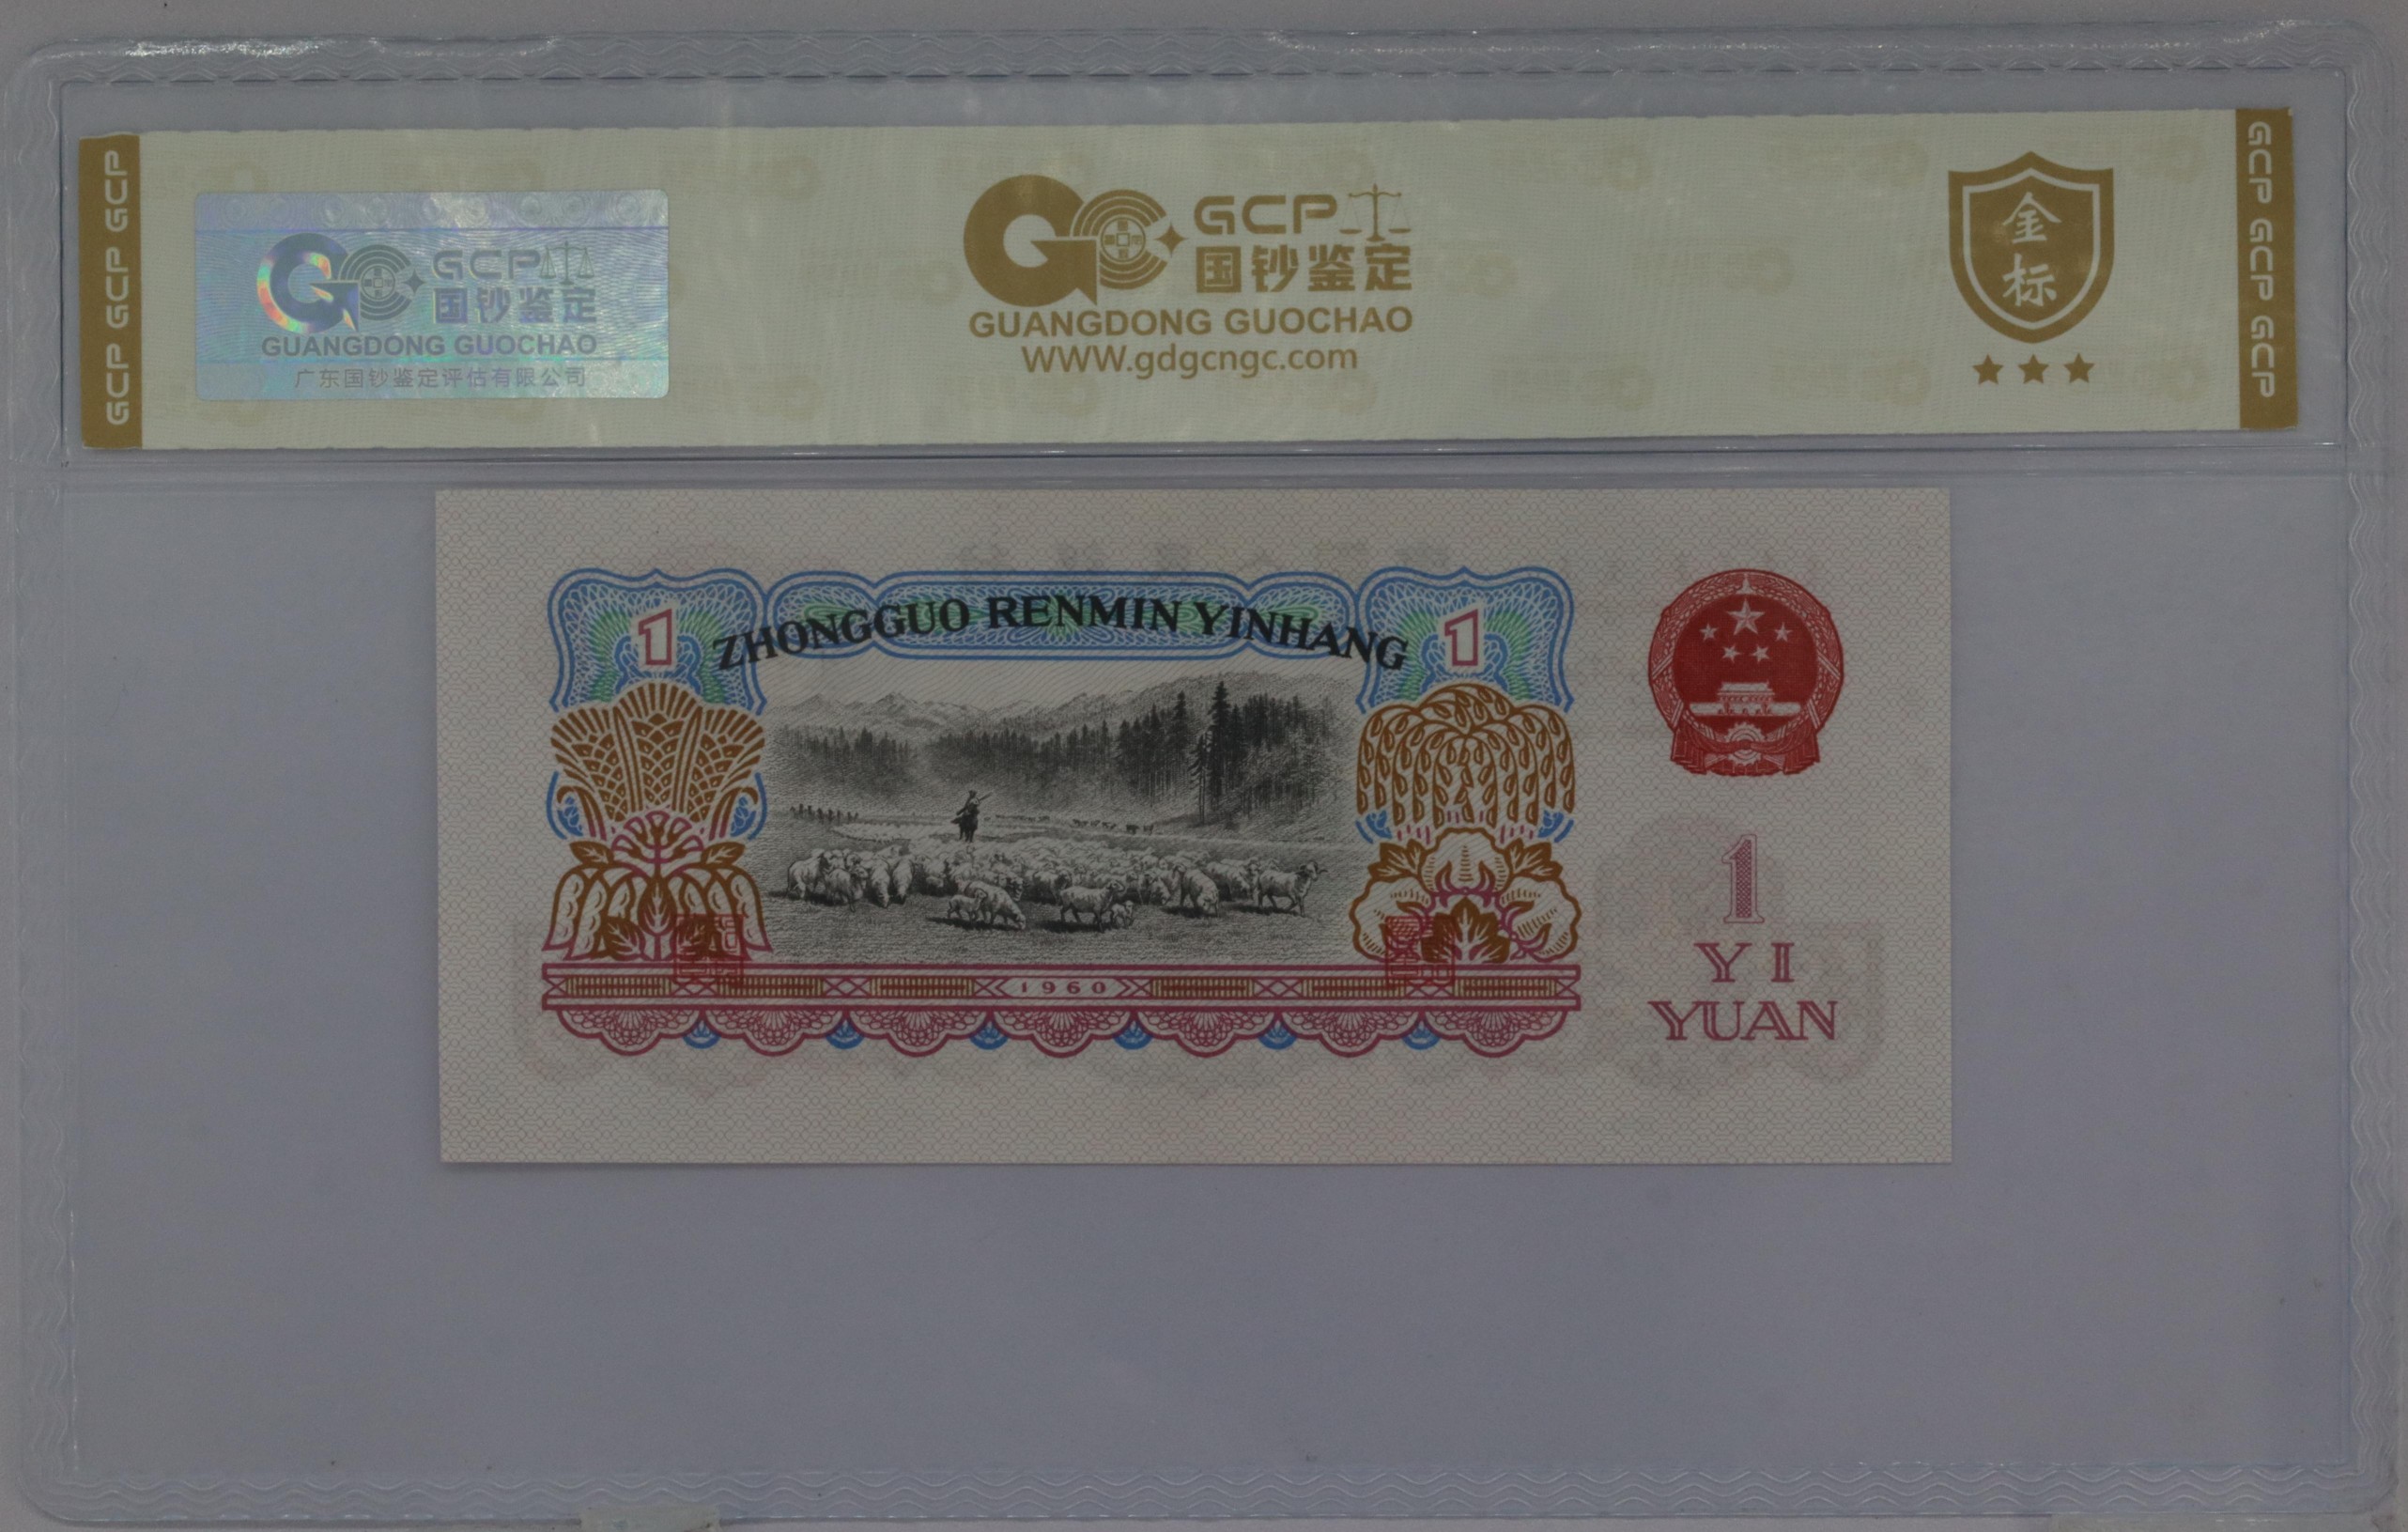 GCP GCP GCP
GCP
国钞鉴定
GUANGDONG GUOCHAO
广东国钞鉴定评估有限公司
GCP
国钞鉴定
GUANGDONG GUOCHAO
WWW.gdgcngc.com
金
标
GCP GCP GCP
1
ZHONGGUO RENMIN YINHANG
1
1960
1
YI
YUAN